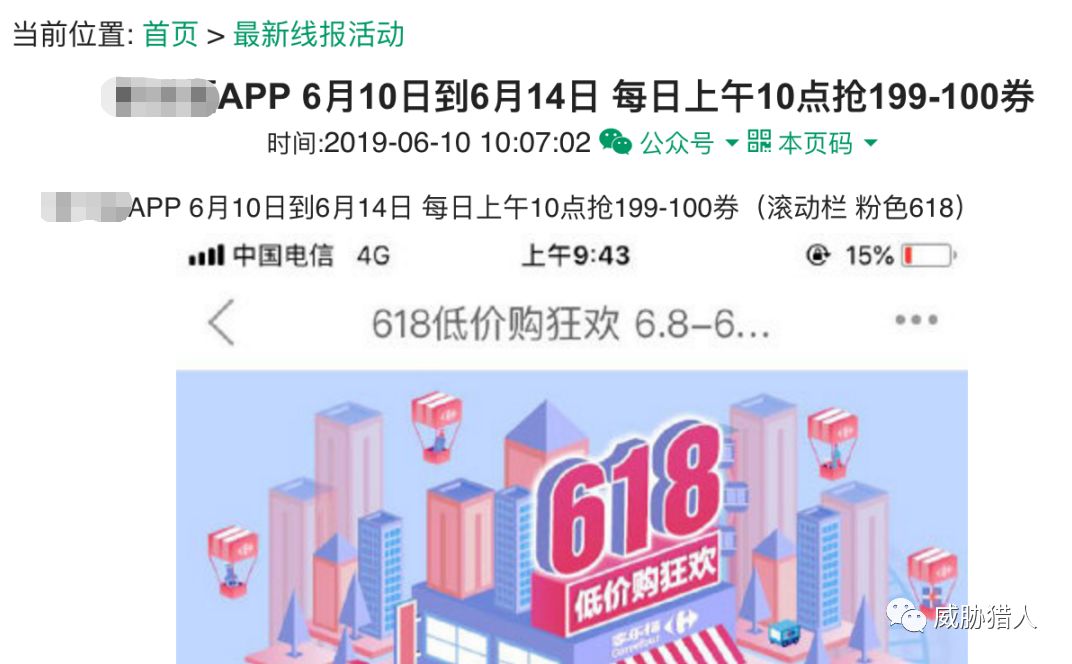 当前位置: 首页 > 最新线报活动
APP 6月10日到6月14日 每日上午10点抢199-100券
时间:2019-06-10 10:07:02 公众号 本页码
APP 6月10日到6月14日 每日上午10点抢199-100券（滚动栏 粉色618）
中国电信 4G 上午9:43 15%
618低价购狂欢 6.8-6...
618
低价购狂欢
家乐福
Carrefour
威胁猎人